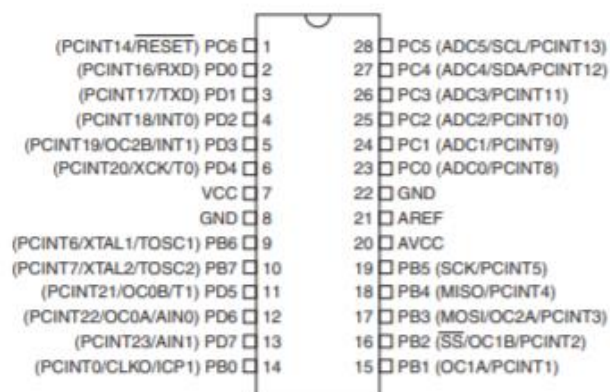 (PCINT14/RESET) PC6 1 28 PC5 (ADC5/SCL/PCINT13)
(PCINT16/RXD) PD0 2 27 PC4 (ADC4/SDA/PCINT12)
(PCINT17/TXD) PD1 3 26 PC3 (ADC3/PCINT11)
(PCINT18/INT0) PD2 4 25 PC2 (ADC2/PCINT10)
(PCINT19/OC2B/INT1) PD3 5 24 PC1 (ADC1/PCINT9)
(PCINT20/XCK/T0) PD4 6 23 PC0 (ADC0/PCINT8)
VCC 7 22 GND
GND 8 21 AREF
(PCINT6/XTAL1/TOSC1) PB6 9 20 AVCC
(PCINT7/XTAL2/TOSC2) PB7 10 19 PB5 (SCK/PCINT5)
(PCINT21/OC0B/T1) PD5 11 18 PB4 (MISO/PCINT4)
(PCINT22/OC0A/AIN0) PD6 12 17 PB3 (MOSI/OC2A/PCINT3)
(PCINT23/AIN1) PD7 13 16 PB2 (SS/OC1B/PCINT2)
(PCINT0/CLKO/ICP1) PB0 14 15 PB1 (OC1A/PCINT1)